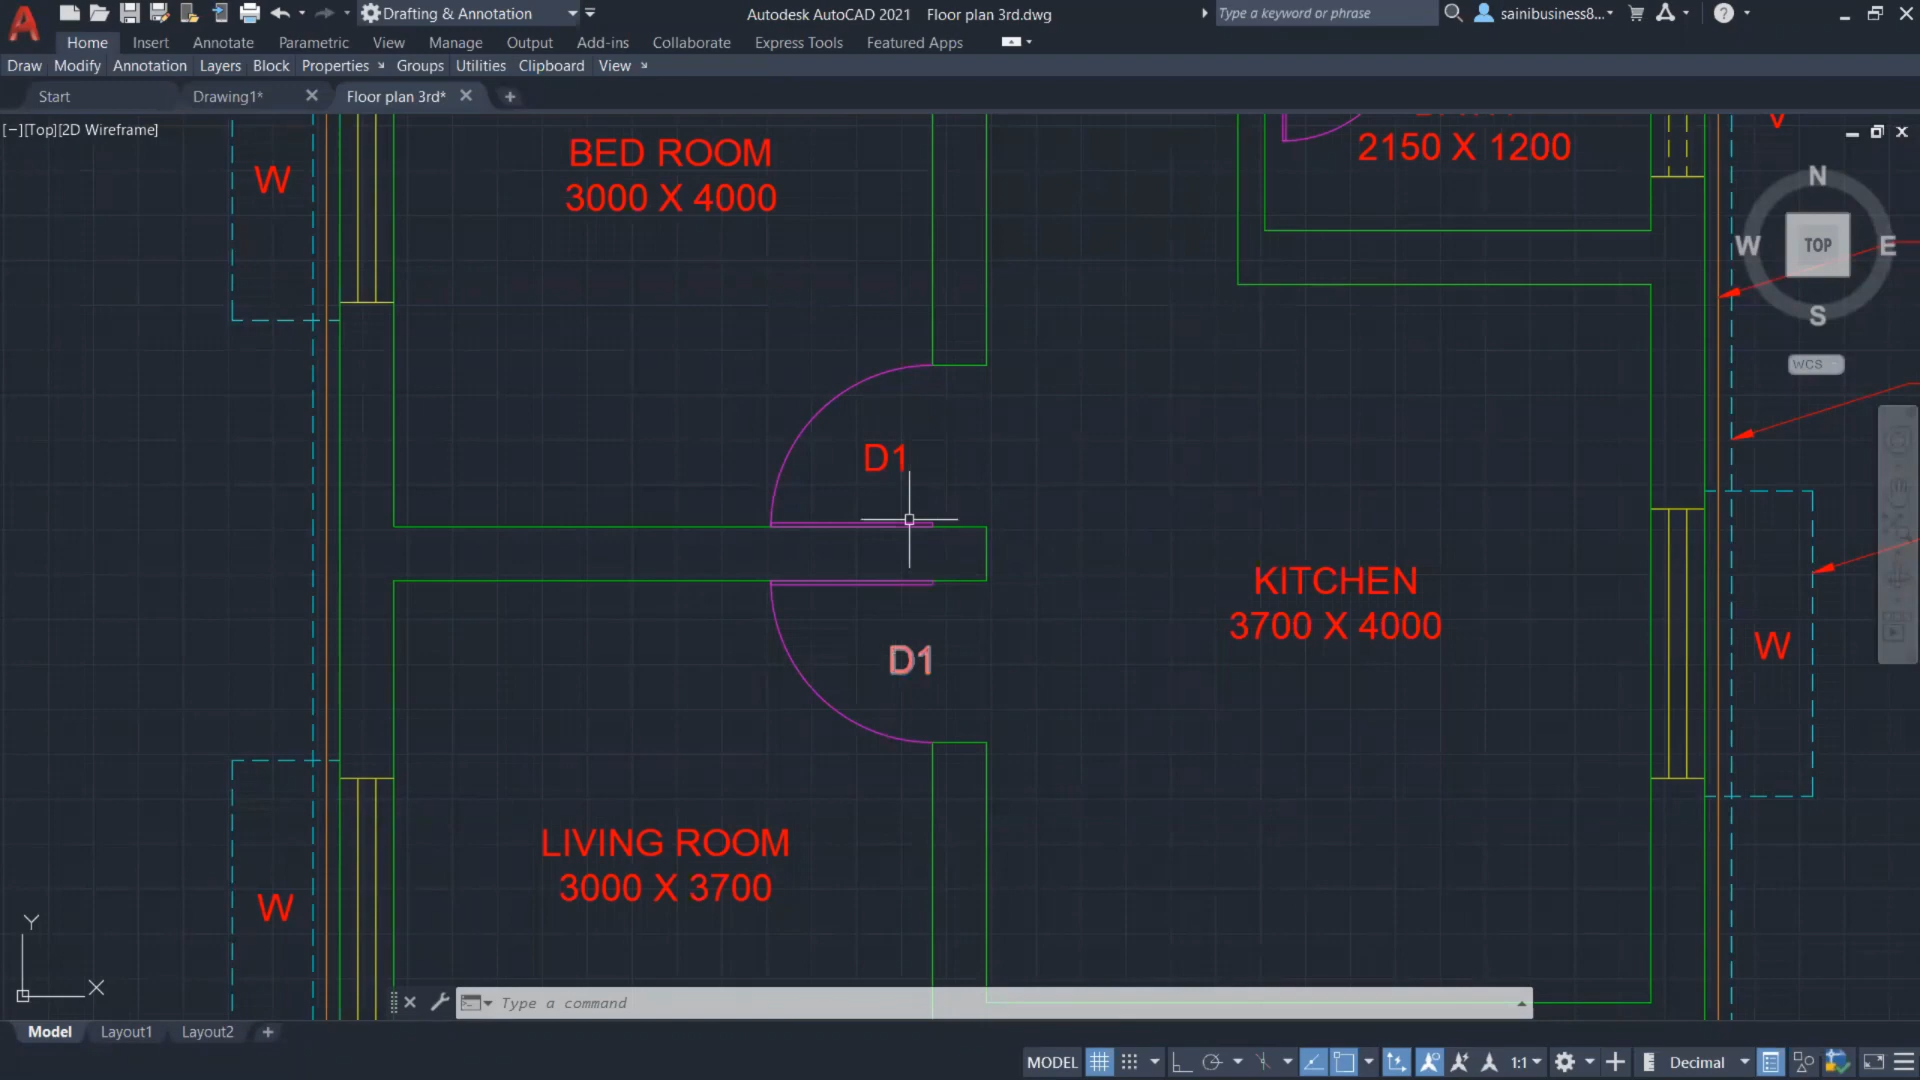 Drafting & Annotation
Autodesk AutoCAD 2021 Floor plan 3rd.dwg
Type a keyword or phrase
sainibusiness8...
Home Insert Annotate Parametric View Manage Output Add-ins Collaborate Express Tools Featured Apps
Draw Modify Annotation Layers Block Properties Groups Utilities Clipboard View
Start Drawing1* Floor plan 3rd*
[−][Top][2D Wireframe]
BED ROOM
3000 X 4000
2150 X 1200
W
V
N
W TOP E
S
WCS
D1
D1
KITCHEN
3700 X 4000
W
LIVING ROOM
3000 X 3700
W
Y
X
Type a command
Model Layout1 Layout2
MODEL 1:1 Decimal